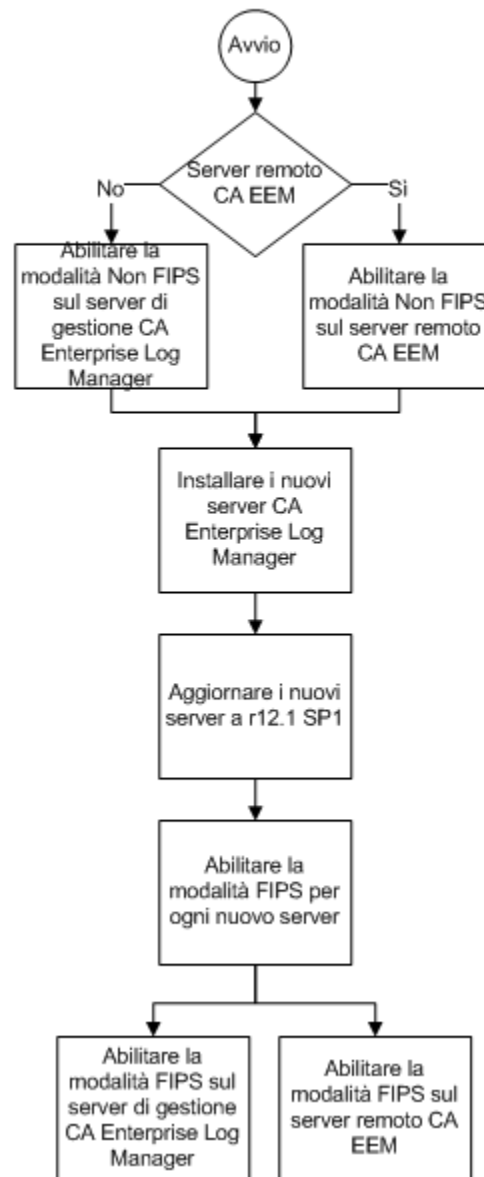 Avvio
Server remoto
CA EEM
No
Sì
Abilitare la
modalità Non FIPS
sul server di
gestione CA
Enterprise Log
Manager
Abilitare la
modalità Non FIPS
sul server remoto
CA EEM
Installare i nuovi
server CA
Enterprise Log
Manager
Aggiornare i nuovi
server a r12.1 SP1
Abilitare la
modalità FIPS per
ogni nuovo server
Abilitare la
modalità FIPS sul
server di gestione
CA Enterprise Log
Manager
Abilitare la
modalità FIPS sul
server remoto CA
EEM